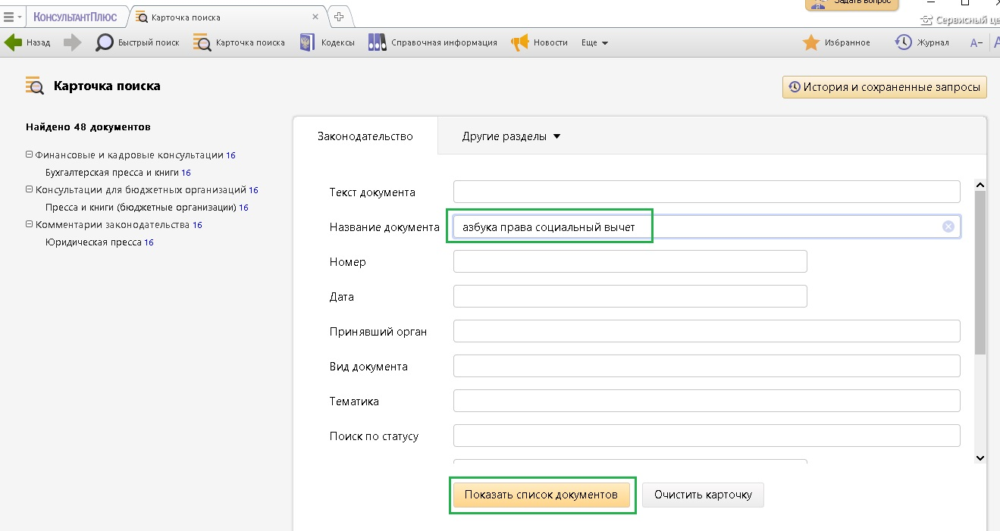 Задать вопрос
КонсультантПлюс
Карточка поиска
Сервисный це
Назад
Быстрый поиск
Карточка поиска
Кодексы
Справочная информация
Новости
Еще
Избранное
Журнал
А−
Карточка поиска
История и сохраненные запросы
Найдено 48 документов
Финансовые и кадровые консультации 16
Бухгалтерская пресса и книги 16
Консультации для бюджетных организаций 16
Пресса и книги (бюджетные организации) 16
Комментарии законодательства 16
Юридическая пресса 16
Законодательство
Другие разделы
Текст документа
Название документа азбука права социальный вычет
Номер
Дата
Принявший орган
Вид документа
Тематика
Поиск по статусу
Показать список документов
Очистить карточку